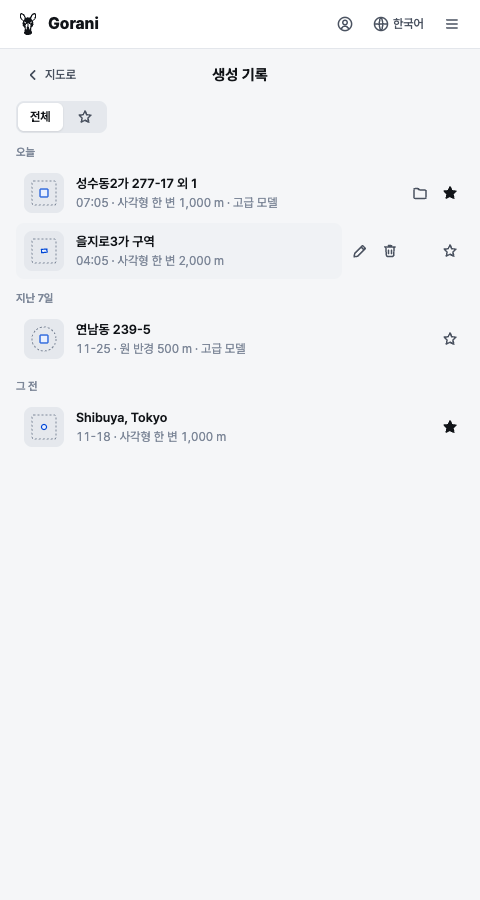 Gorani
한국어
지도로
생성 기록
전체
오늘
성수동2가 277-17 외 1
07:05 · 사각형 한 변 1,000 m · 고급 모델
을지로3가 구역
04:05 · 사각형 한 변 2,000 m
지난 7일
연남동 239-5
11-25 · 원 반경 500 m · 고급 모델
그 전
Shibuya, Tokyo
11-18 · 사각형 한 변 1,000 m